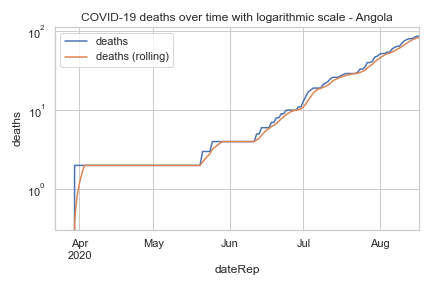 COVID-19 deaths over time with logarithmic scale - Angola
deaths
deaths (rolling)
10²
10¹
10⁰
deaths
Apr
2020
May
Jun
Jul
Aug
dateRep